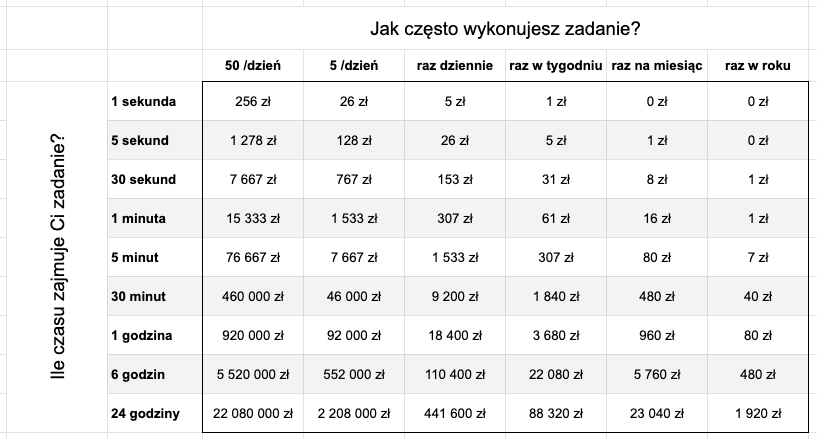 Jak często wykonujesz zadanie?
50 /dzień 5 /dzień raz dziennie raz w tygodniu raz na miesiąc raz w roku
Ile czasu zajmuje Ci zadanie?
1 sekunda 256 zł 26 zł 5 zł 1 zł 0 zł 0 zł
5 sekund 1 278 zł 128 zł 26 zł 5 zł 1 zł 0 zł
30 sekund 7 667 zł 767 zł 153 zł 31 zł 8 zł 1 zł
1 minuta 15 333 zł 1 533 zł 307 zł 61 zł 16 zł 1 zł
5 minut 76 667 zł 7 667 zł 1 533 zł 307 zł 80 zł 7 zł
30 minut 460 000 zł 46 000 zł 9 200 zł 1 840 zł 480 zł 40 zł
1 godzina 920 000 zł 92 000 zł 18 400 zł 3 680 zł 960 zł 80 zł
6 godzin 5 520 000 zł 552 000 zł 110 400 zł 22 080 zł 5 760 zł 480 zł
24 godziny 22 080 000 zł 2 208 000 zł 441 600 zł 88 320 zł 23 040 zł 1 920 zł